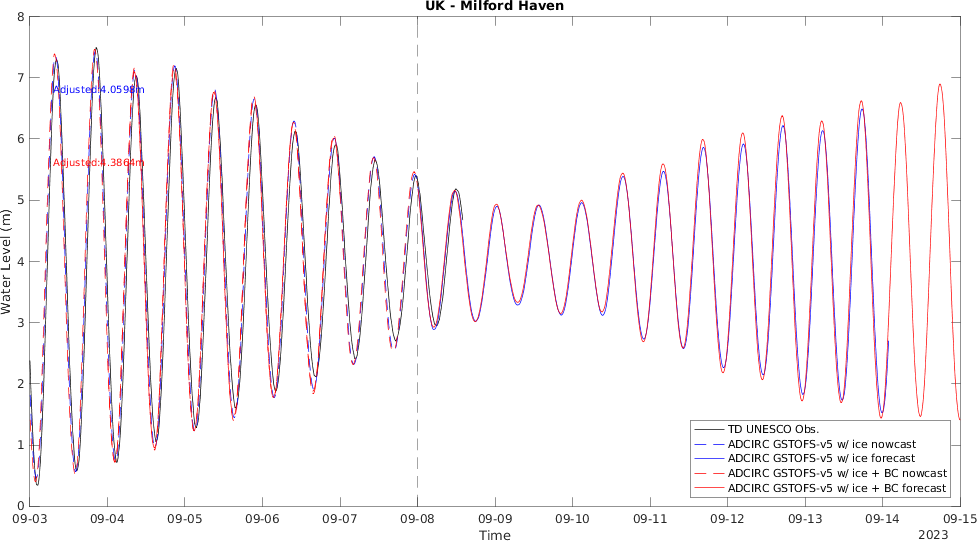 UK - Milford Haven
8
7
6
5
4
3
2
1
0
Water Level (m)
Adjusted:4.0598m
Adjusted:4.3864m
TD UNESCO Obs.
ADCIRC GSTOFS-v5 w/ ice nowcast
ADCIRC GSTOFS-v5 w/ ice forecast
ADCIRC GSTOFS-v5 w/ ice + BC nowcast
ADCIRC GSTOFS-v5 w/ ice + BC forecast
09-03 09-04 09-05 09-06 09-07 09-08 09-09 09-10 09-11 09-12 09-13 09-14 09-15
Time
2023